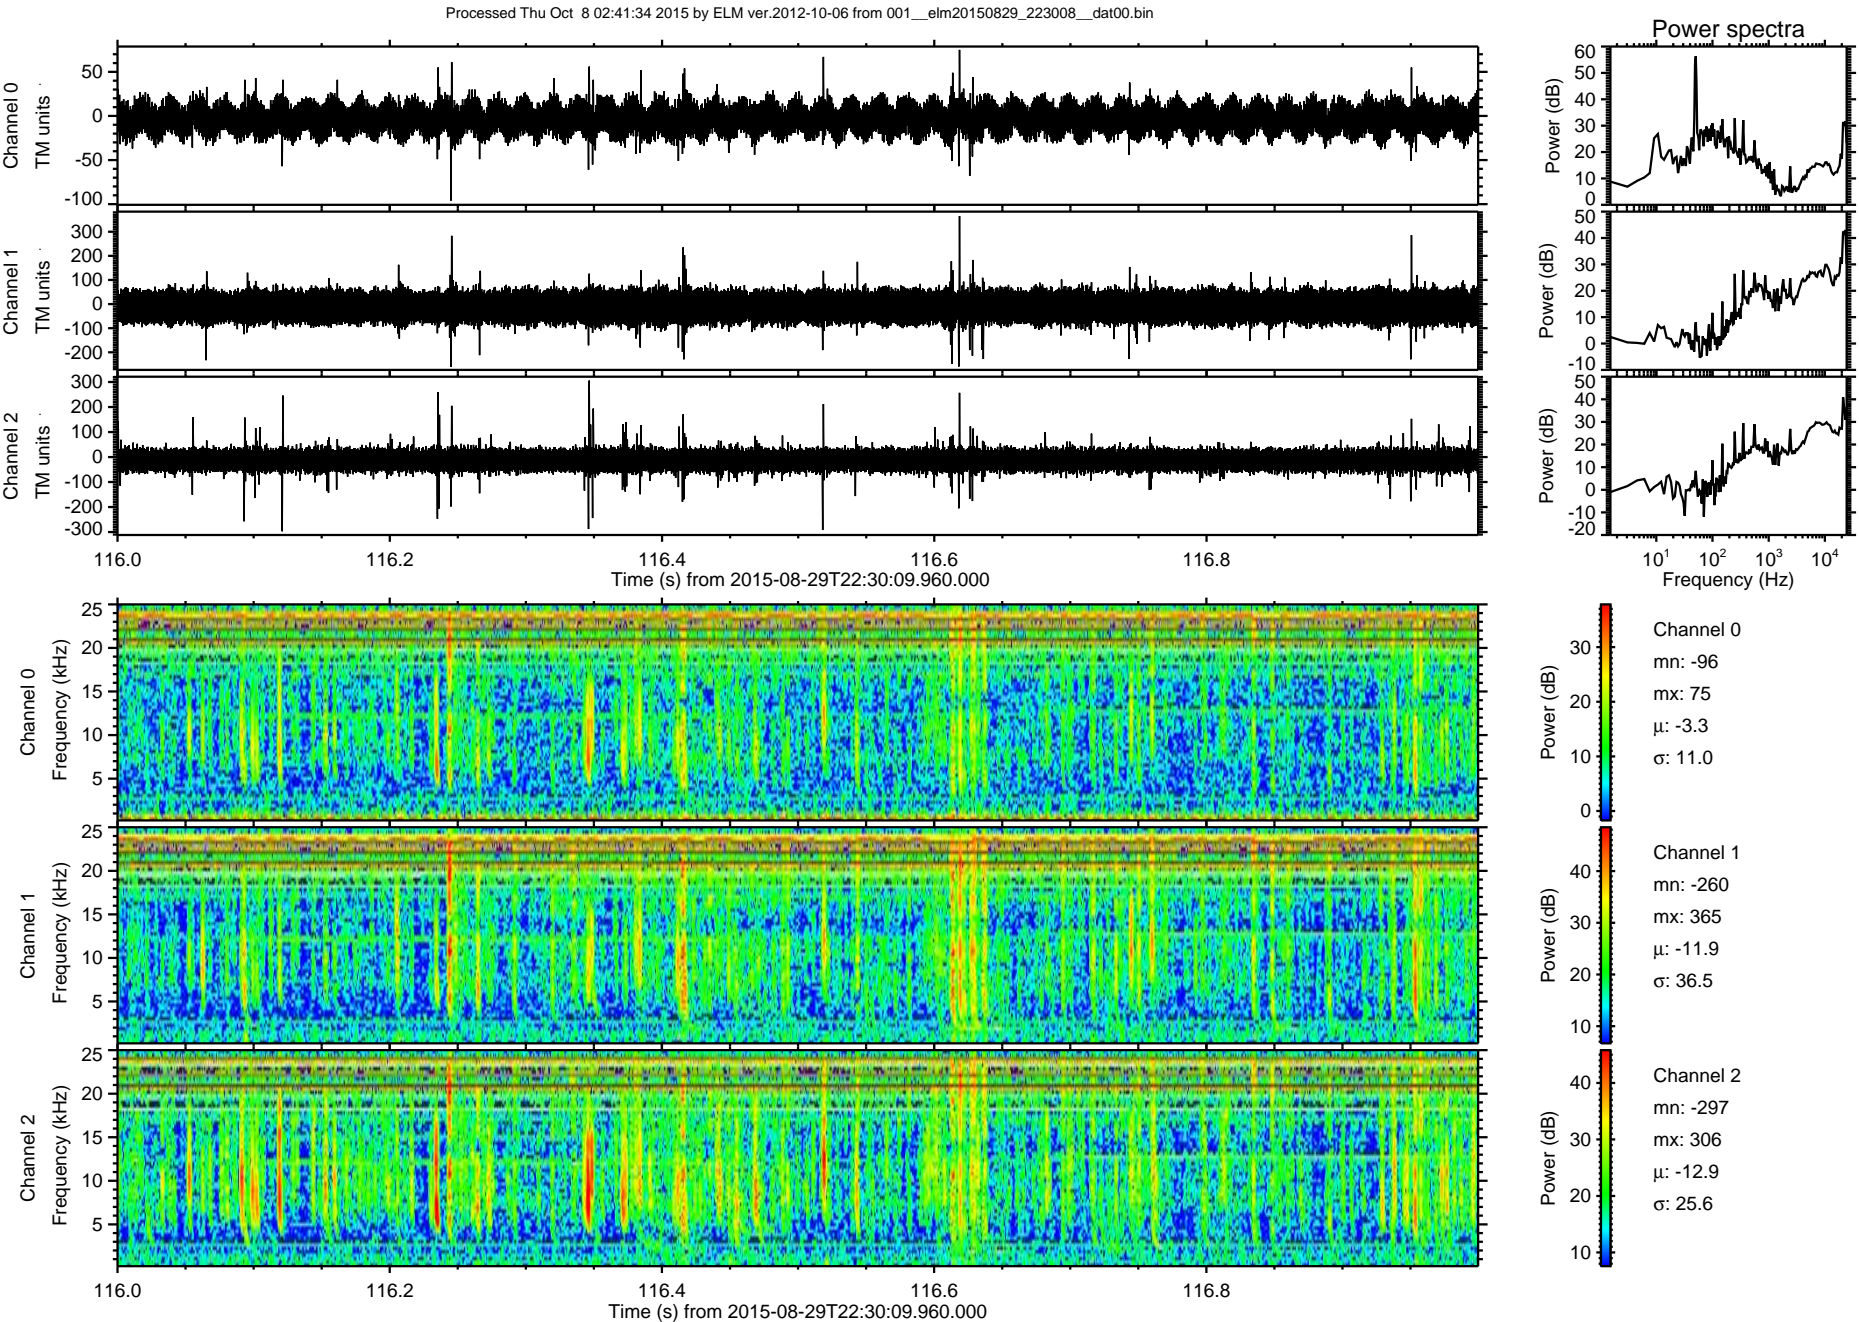 Processed Thu Oct  8 02:41:34 2015 by ELM ver.2012-10-06 from 001__elm20150829_223008__dat00.bin
Power spectra
Channel 0
TM units
50
0
-50
-100
Power (dB)
60
50
40
30
20
10
0
Channel 1
TM units
300
200
100
0
-100
-200
Power (dB)
50
40
30
20
10
0
-10
Channel 2
TM units
300
200
100
0
-100
-200
-300
Power (dB)
50
40
30
20
10
0
-10
-20
116.0 116.2 116.4 116.6 116.8
Time (s) from 2015-08-29T22:30:09.960.000
10^1 10^2 10^3 10^4
Frequency (Hz)
Channel 0
Frequency (kHz)
25
20
15
10
5
Power (dB)
30
20
10
0
Channel 0
mn: -96
mx: 75
μ: -3.3
σ: 11.0
Channel 1
Frequency (kHz)
25
20
15
10
5
Power (dB)
40
30
20
10
Channel 1
mn: -260
mx: 365
μ: -11.9
σ: 36.5
Channel 2
Frequency (kHz)
25
20
15
10
5
Power (dB)
40
30
20
10
Channel 2
mn: -297
mx: 306
μ: -12.9
σ: 25.6
116.0 116.2 116.4 116.6 116.8
Time (s) from 2015-08-29T22:30:09.960.000